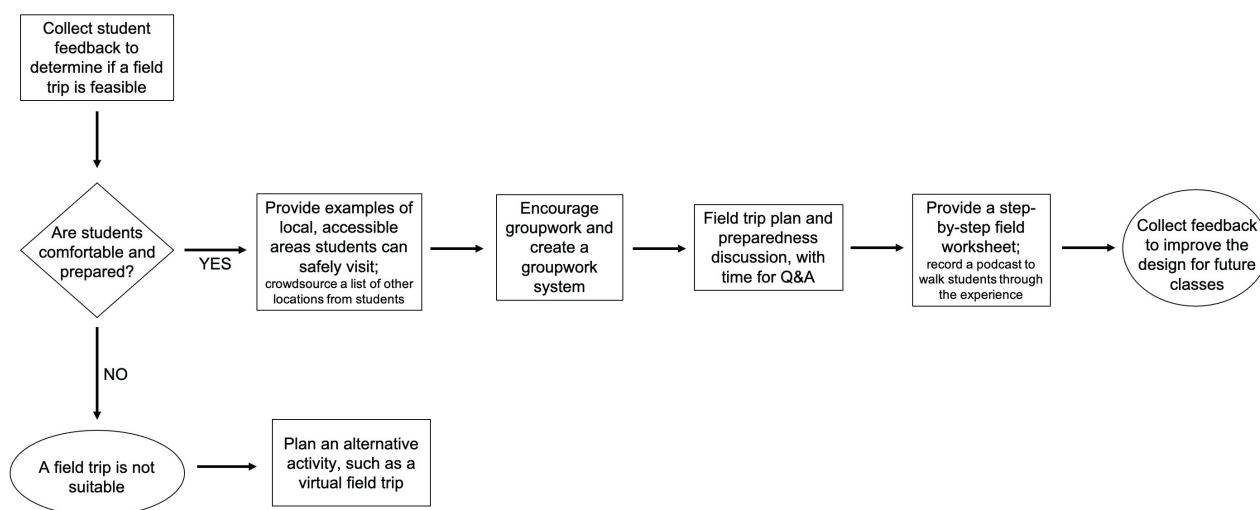 Collect student
feedback to
determine if a field
trip is feasible
Are students
comfortable and
prepared?
YES
Provide examples of
local, accessible
areas students can
safely visit;
crowdsource a list of other
locations from students
Encourage
groupwork and
create a
groupwork
system
Field trip plan and
preparedness
discussion, with
time for Q&A
Provide a step-
by-step field
worksheet;
record a podcast to
walk students through
the experience
Collect feedback
to improve the
design for future
classes
NO
A field trip is not
suitable
Plan an alternative
activity, such as a
virtual field trip